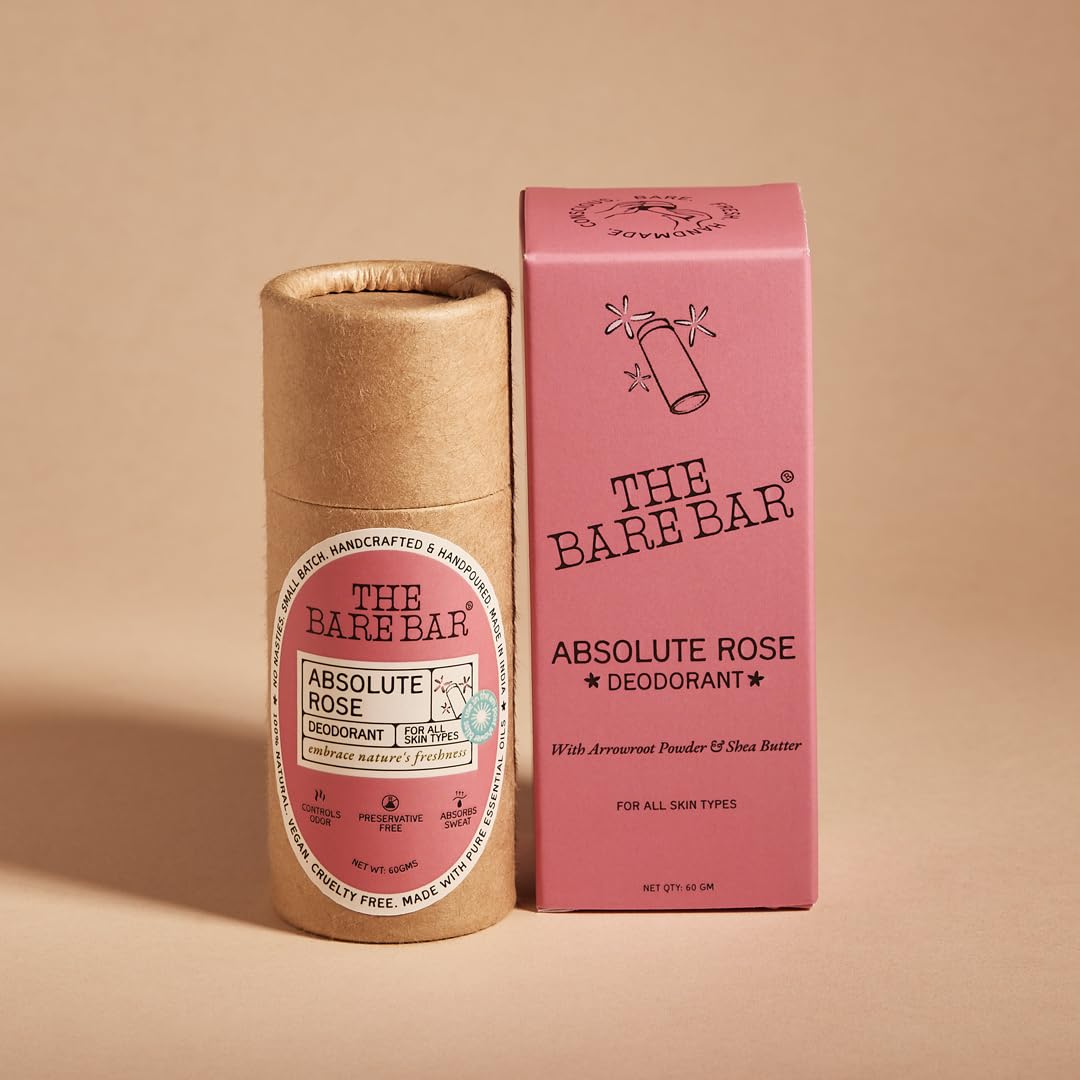 NO NASTIES. SMALL BATCH. HANDCRAFTED & HANDPOURED. MADE IN INDIA
100% NATURAL. VEGAN. CRUELTY FREE. MADE WITH PURE ESSENTIAL OILS
THE
BARE BAR®
ABSOLUTE
ROSE
DEODORANT
FOR ALL
SKIN TYPES
embrace nature's freshness
CONTROLS
ODOR
PRESERVATIVE
FREE
ABSORBS
SWEAT
NET WT: 60GMS
BARE. FRESH. HANDMADE. CONSCIOUS.
THE
BARE BAR®
ABSOLUTE ROSE
DEODORANT
With Arrowroot Powder & Shea Butter
FOR ALL SKIN TYPES
NET QTY: 60 GM